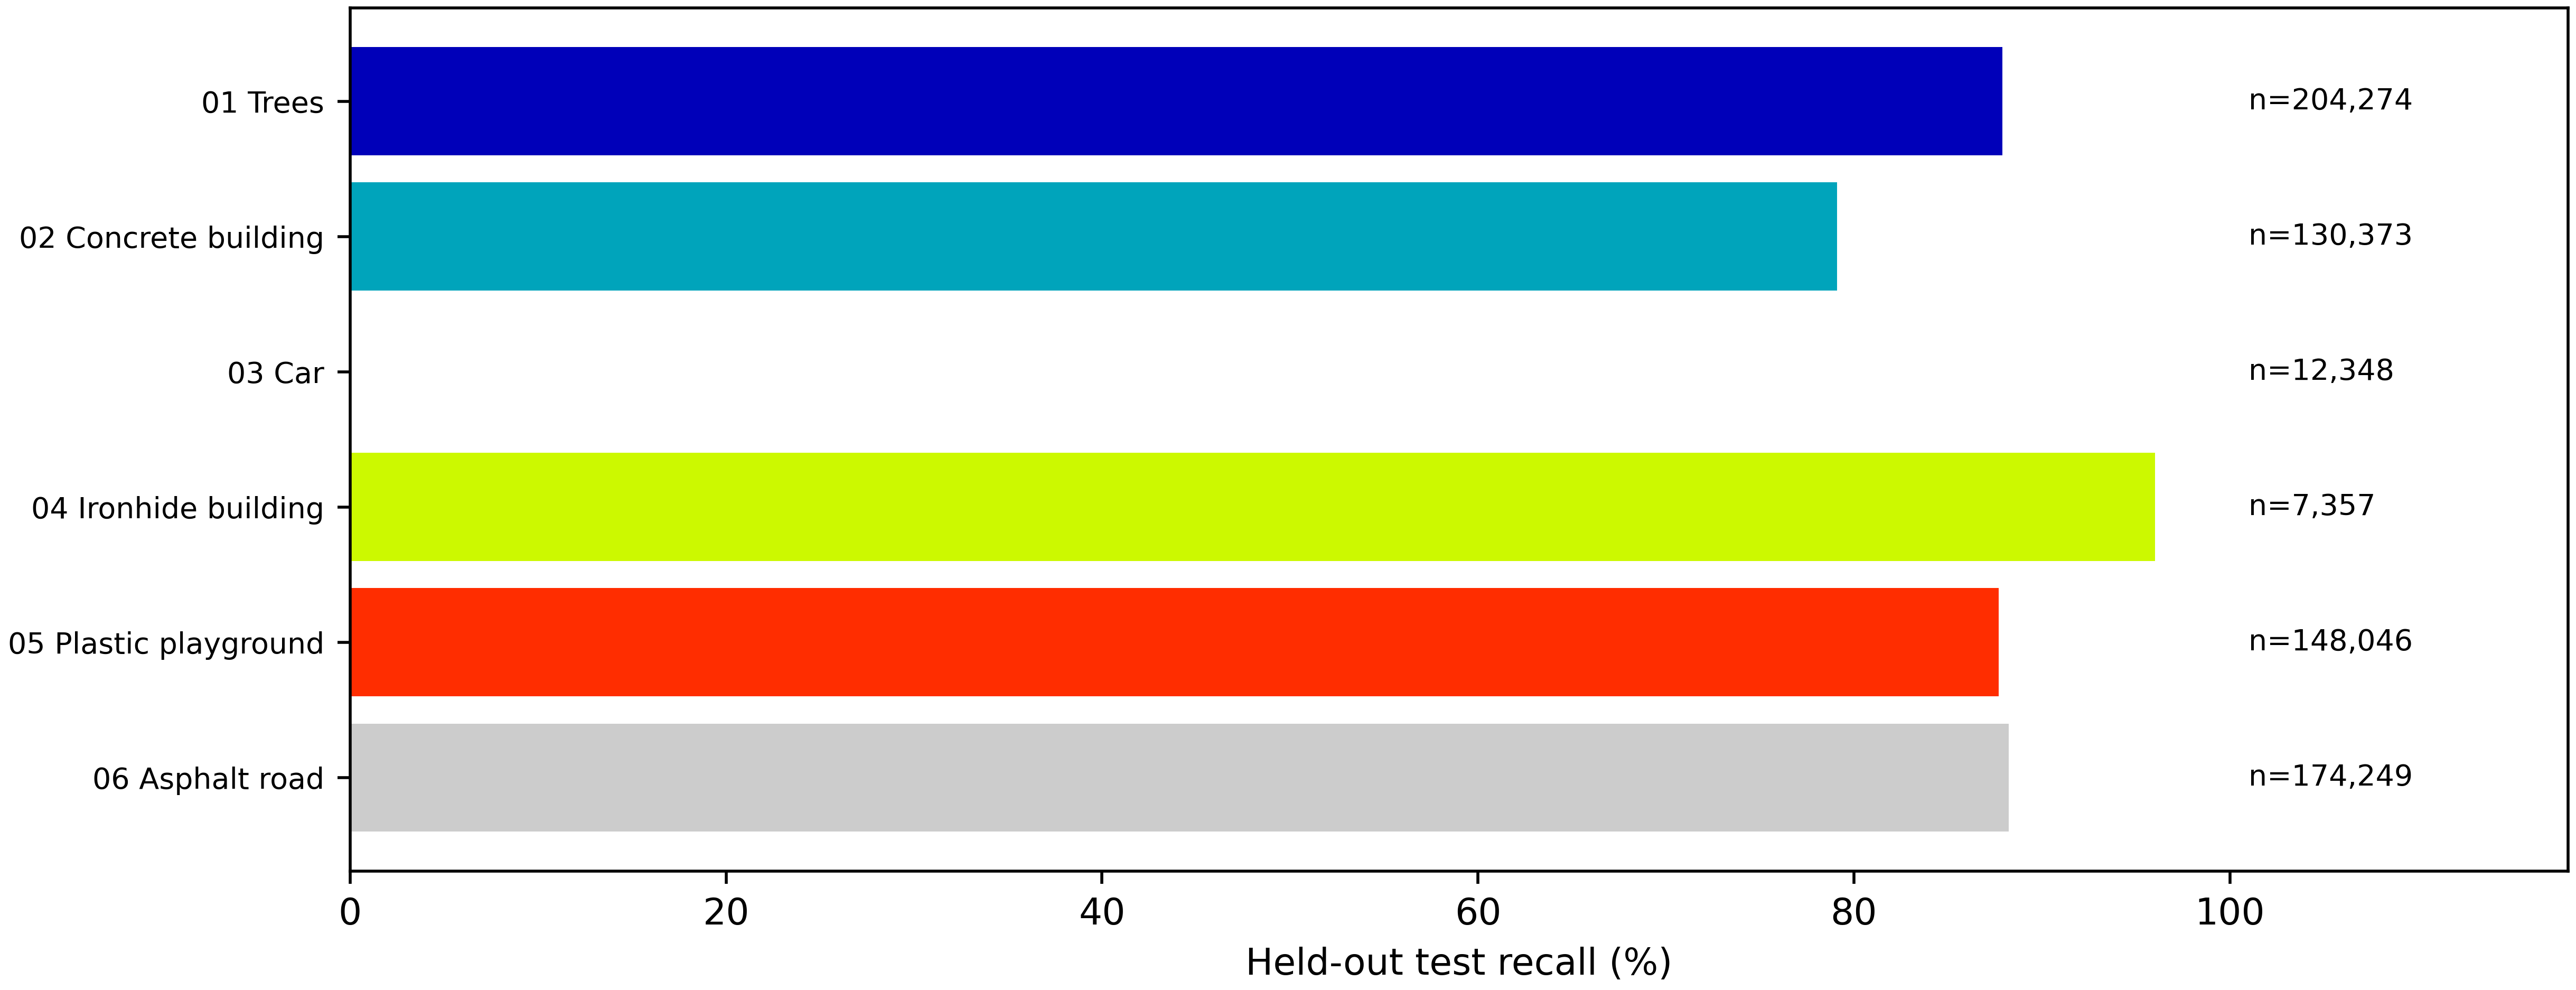 01 Trees n=204,274
02 Concrete building n=130,373
03 Car n=12,348
04 Ironhide building n=7,357
05 Plastic playground n=148,046
06 Asphalt road n=174,249
0 20 40 60 80 100
Held-out test recall (%)